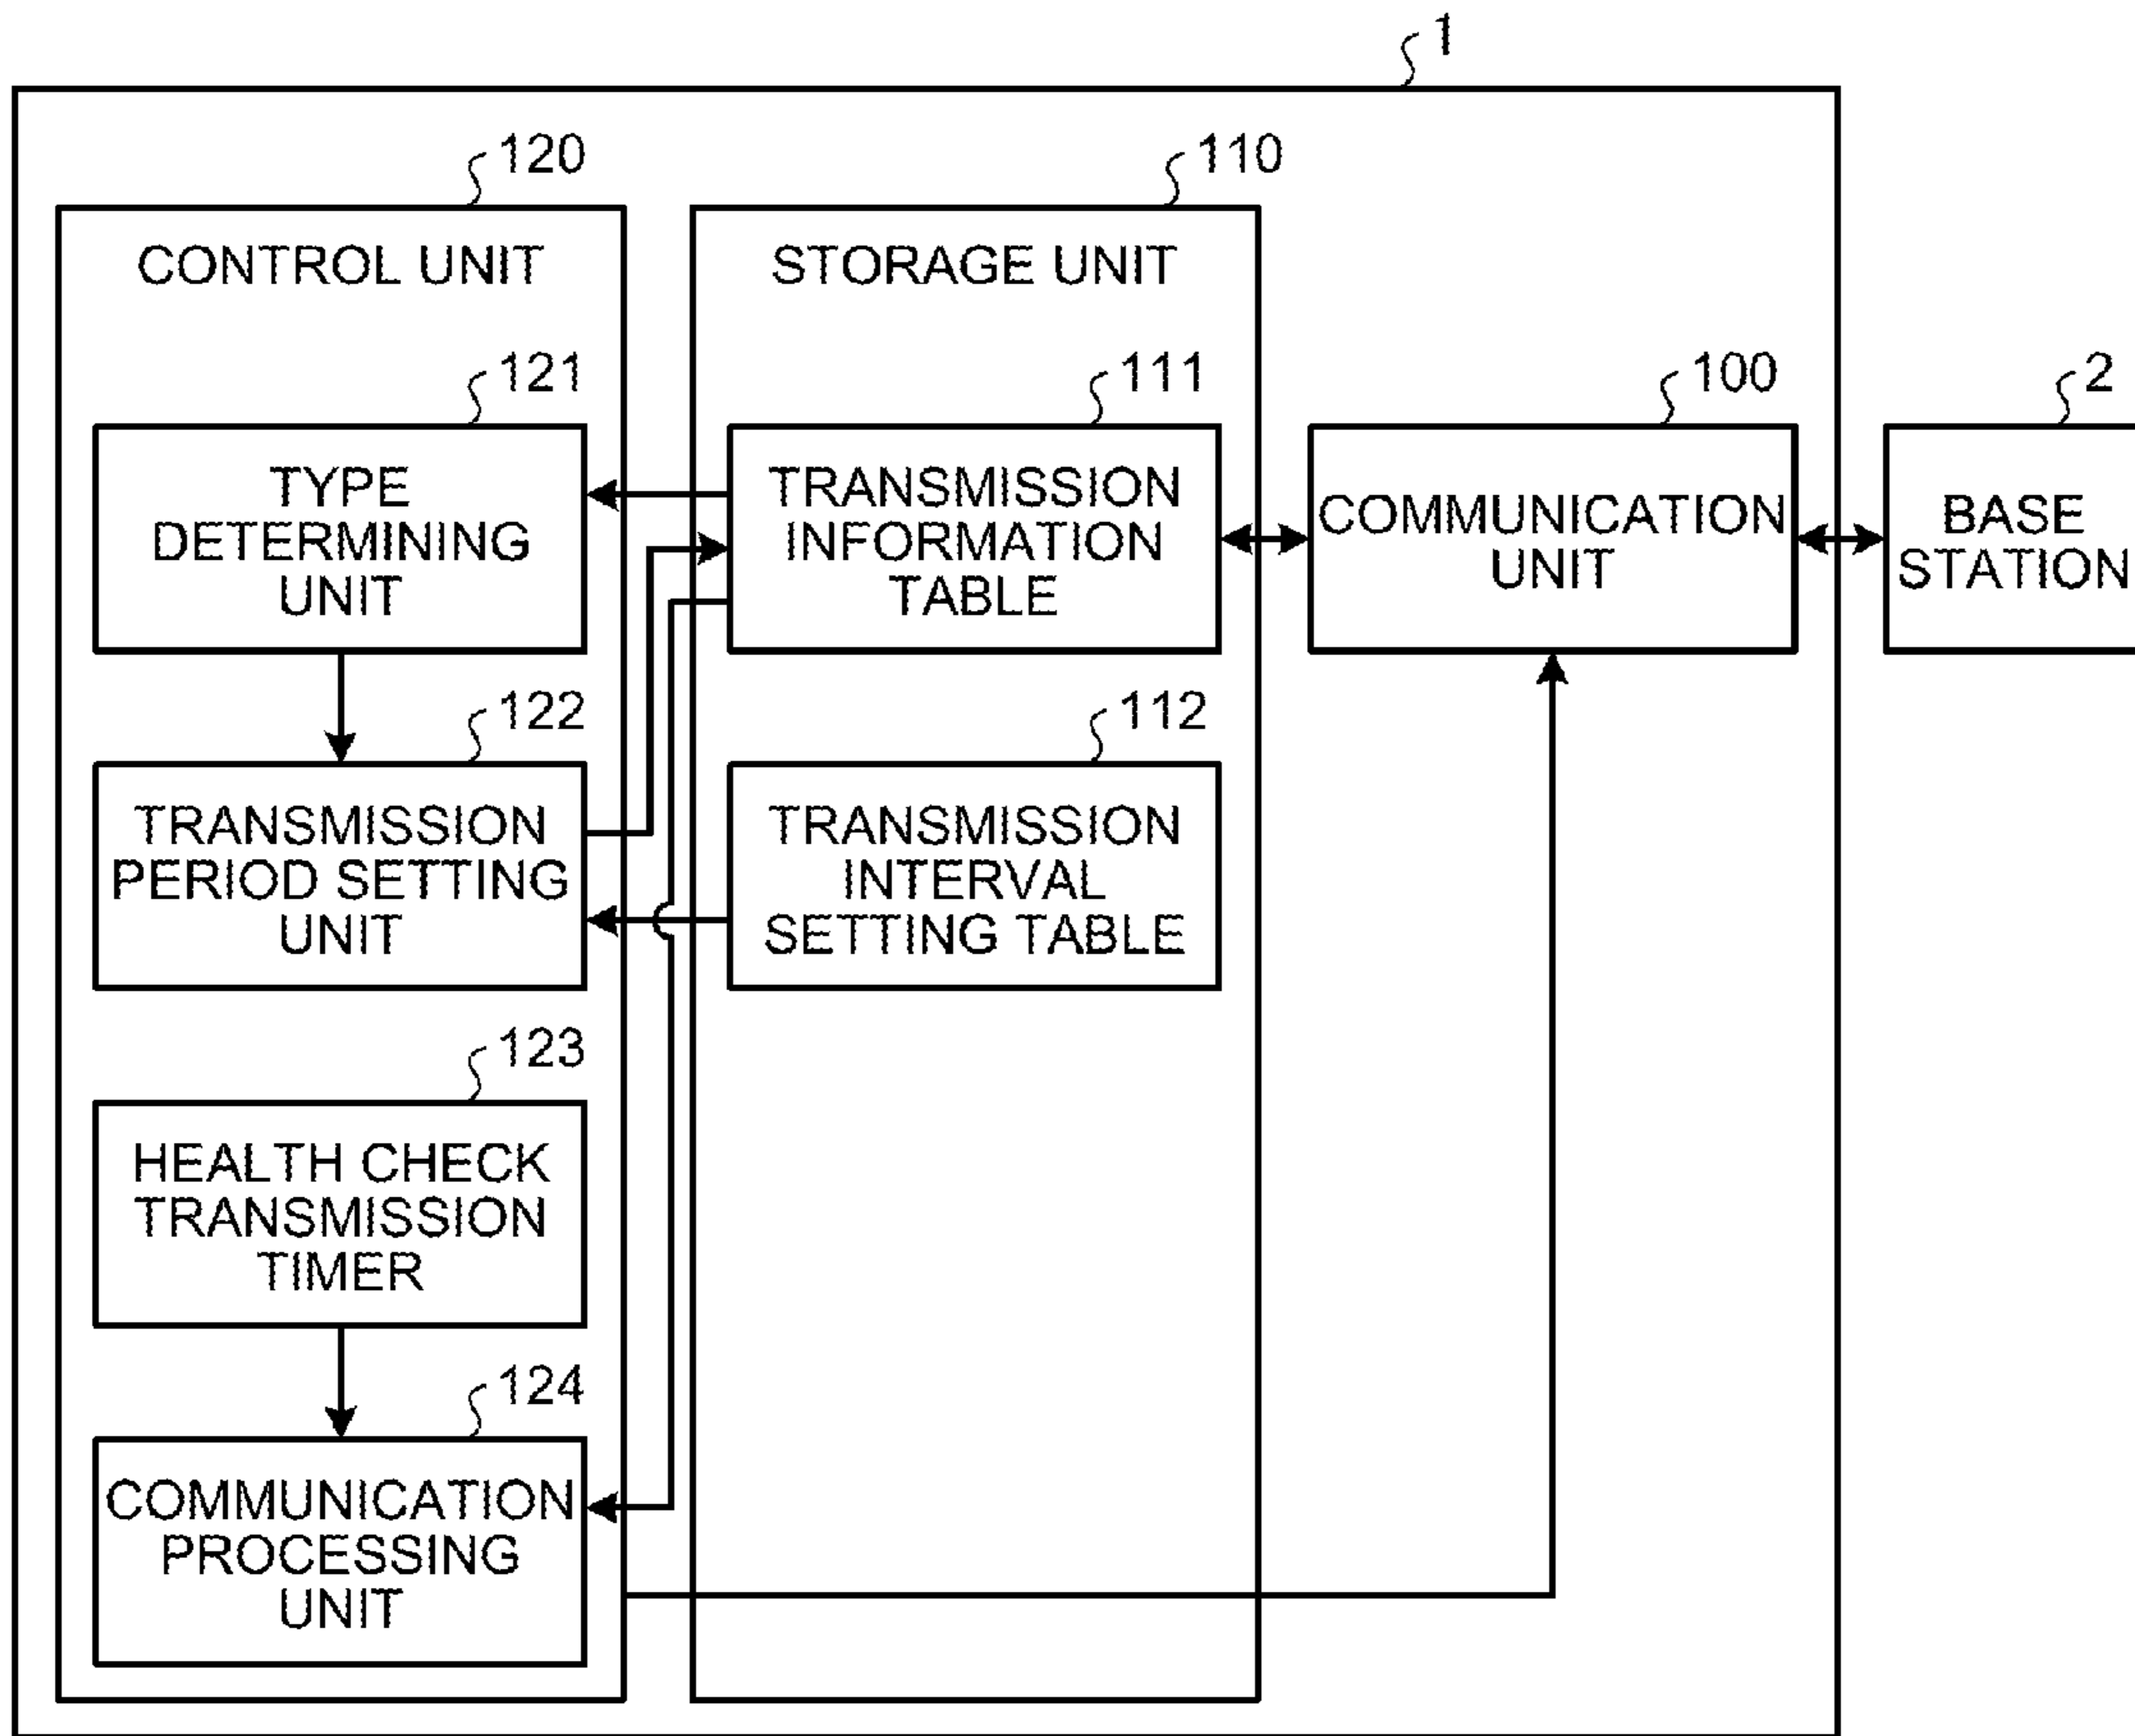 1
120
110
CONTROL UNIT
STORAGE UNIT
121
111
100
2
TYPE
DETERMINING
UNIT
TRANSMISSION
INFORMATION
TABLE
COMMUNICATION
UNIT
BASE
STATION
122
112
TRANSMISSION
PERIOD SETTING
UNIT
TRANSMISSION
INTERVAL
SETTING TABLE
123
HEALTH CHECK
TRANSMISSION
TIMER
124
COMMUNICATION
PROCESSING
UNIT